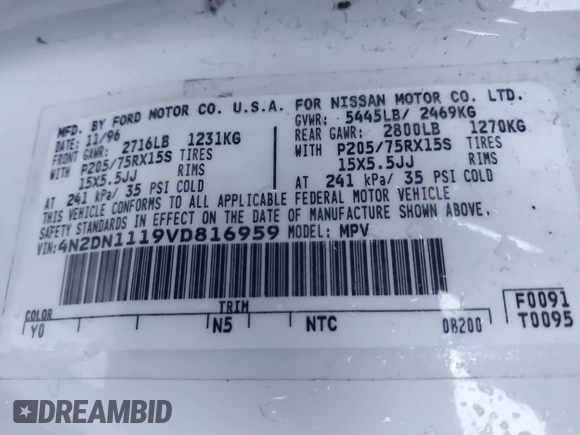 MFD. BY FORD MOTOR CO. U.S.A. FOR NISSAN MOTOR CO. LTD.
DATE: 11/96 GVWR: 5445LB/ 2469KG
FRONT GAWR: 2716LB 1231KG REAR GAWR: 2800LB 1270KG
WITH P205/75RX15S TIRES WITH P205/75RX15S TIRES
15X5.5JJ RIMS 15X5.5JJ RIMS
AT 241 kPa/ 35 PSI COLD AT 241 kPa/ 35 PSI COLD
THIS VEHICLE CONFORMS TO ALL APPLICABLE FEDERAL MOTOR VEHICLE
SAFETY STANDARDS IN EFFECT ON THE DATE OF MANUFACTURE SHOWN ABOVE.
VIN: 4N2DN1119VD816959 MODEL: MPV
COLOR TRIM
Y0 N5 NTC 0B200
F0091
T0095
DREAMBID